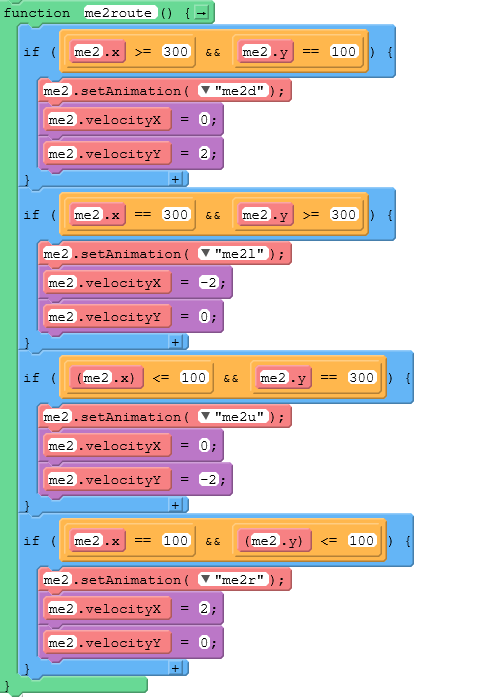 function me2route () { →
if ( me2.x >= 300 && me2.y == 100 ) {
me2.setAnimation( ▼ "me2d" );
me2.velocityX = 0;
me2.velocityY = 2;
} +
if ( me2.x == 300 && me2.y >= 300 ) {
me2.setAnimation( ▼ "me2l" );
me2.velocityX = -2;
me2.velocityY = 0;
} +
if ( (me2.x) <= 100 && me2.y == 300 ) {
me2.setAnimation( ▼ "me2u" );
me2.velocityX = 0;
me2.velocityY = -2;
} +
if ( me2.x == 100 && (me2.y) <= 100 ) {
me2.setAnimation( ▼ "me2r" );
me2.velocityX = 2;
me2.velocityY = 0;
} +
}